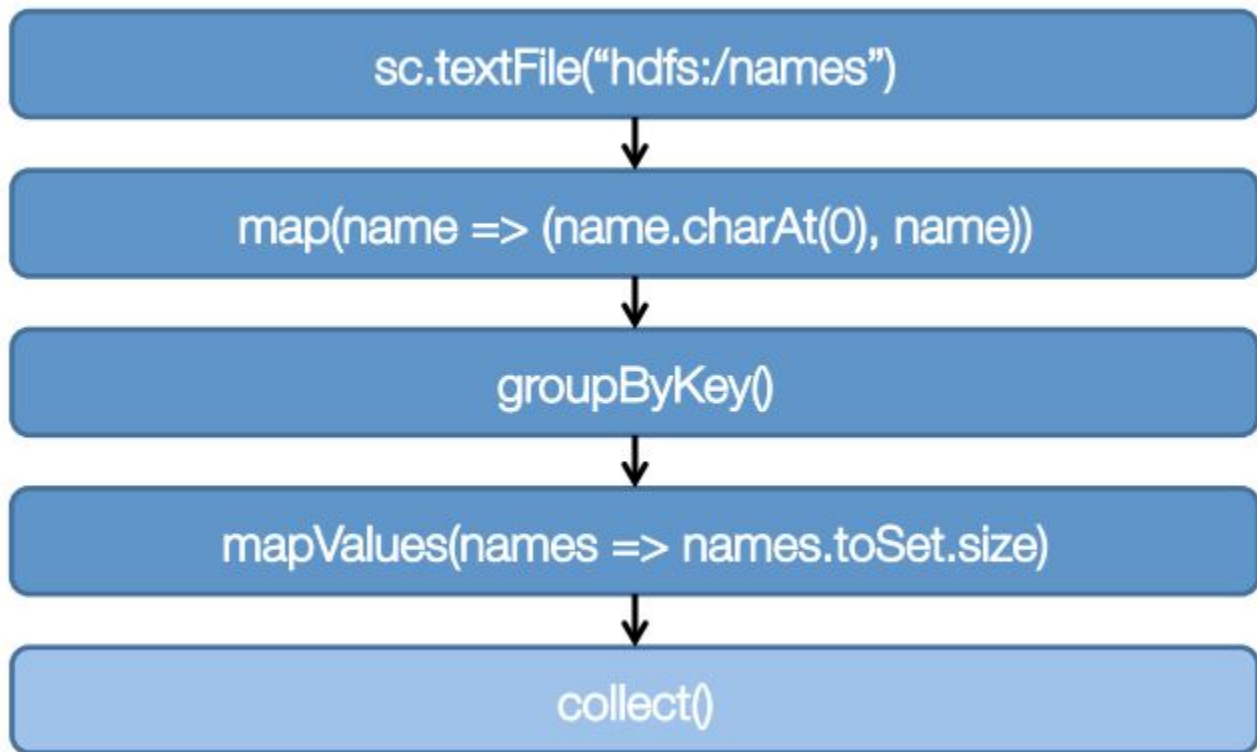 sc.textFile(“hdfs:/names”)
map(name => (name.charAt(0), name))
groupByKey()
mapValues(names => names.toSet.size)
collect()